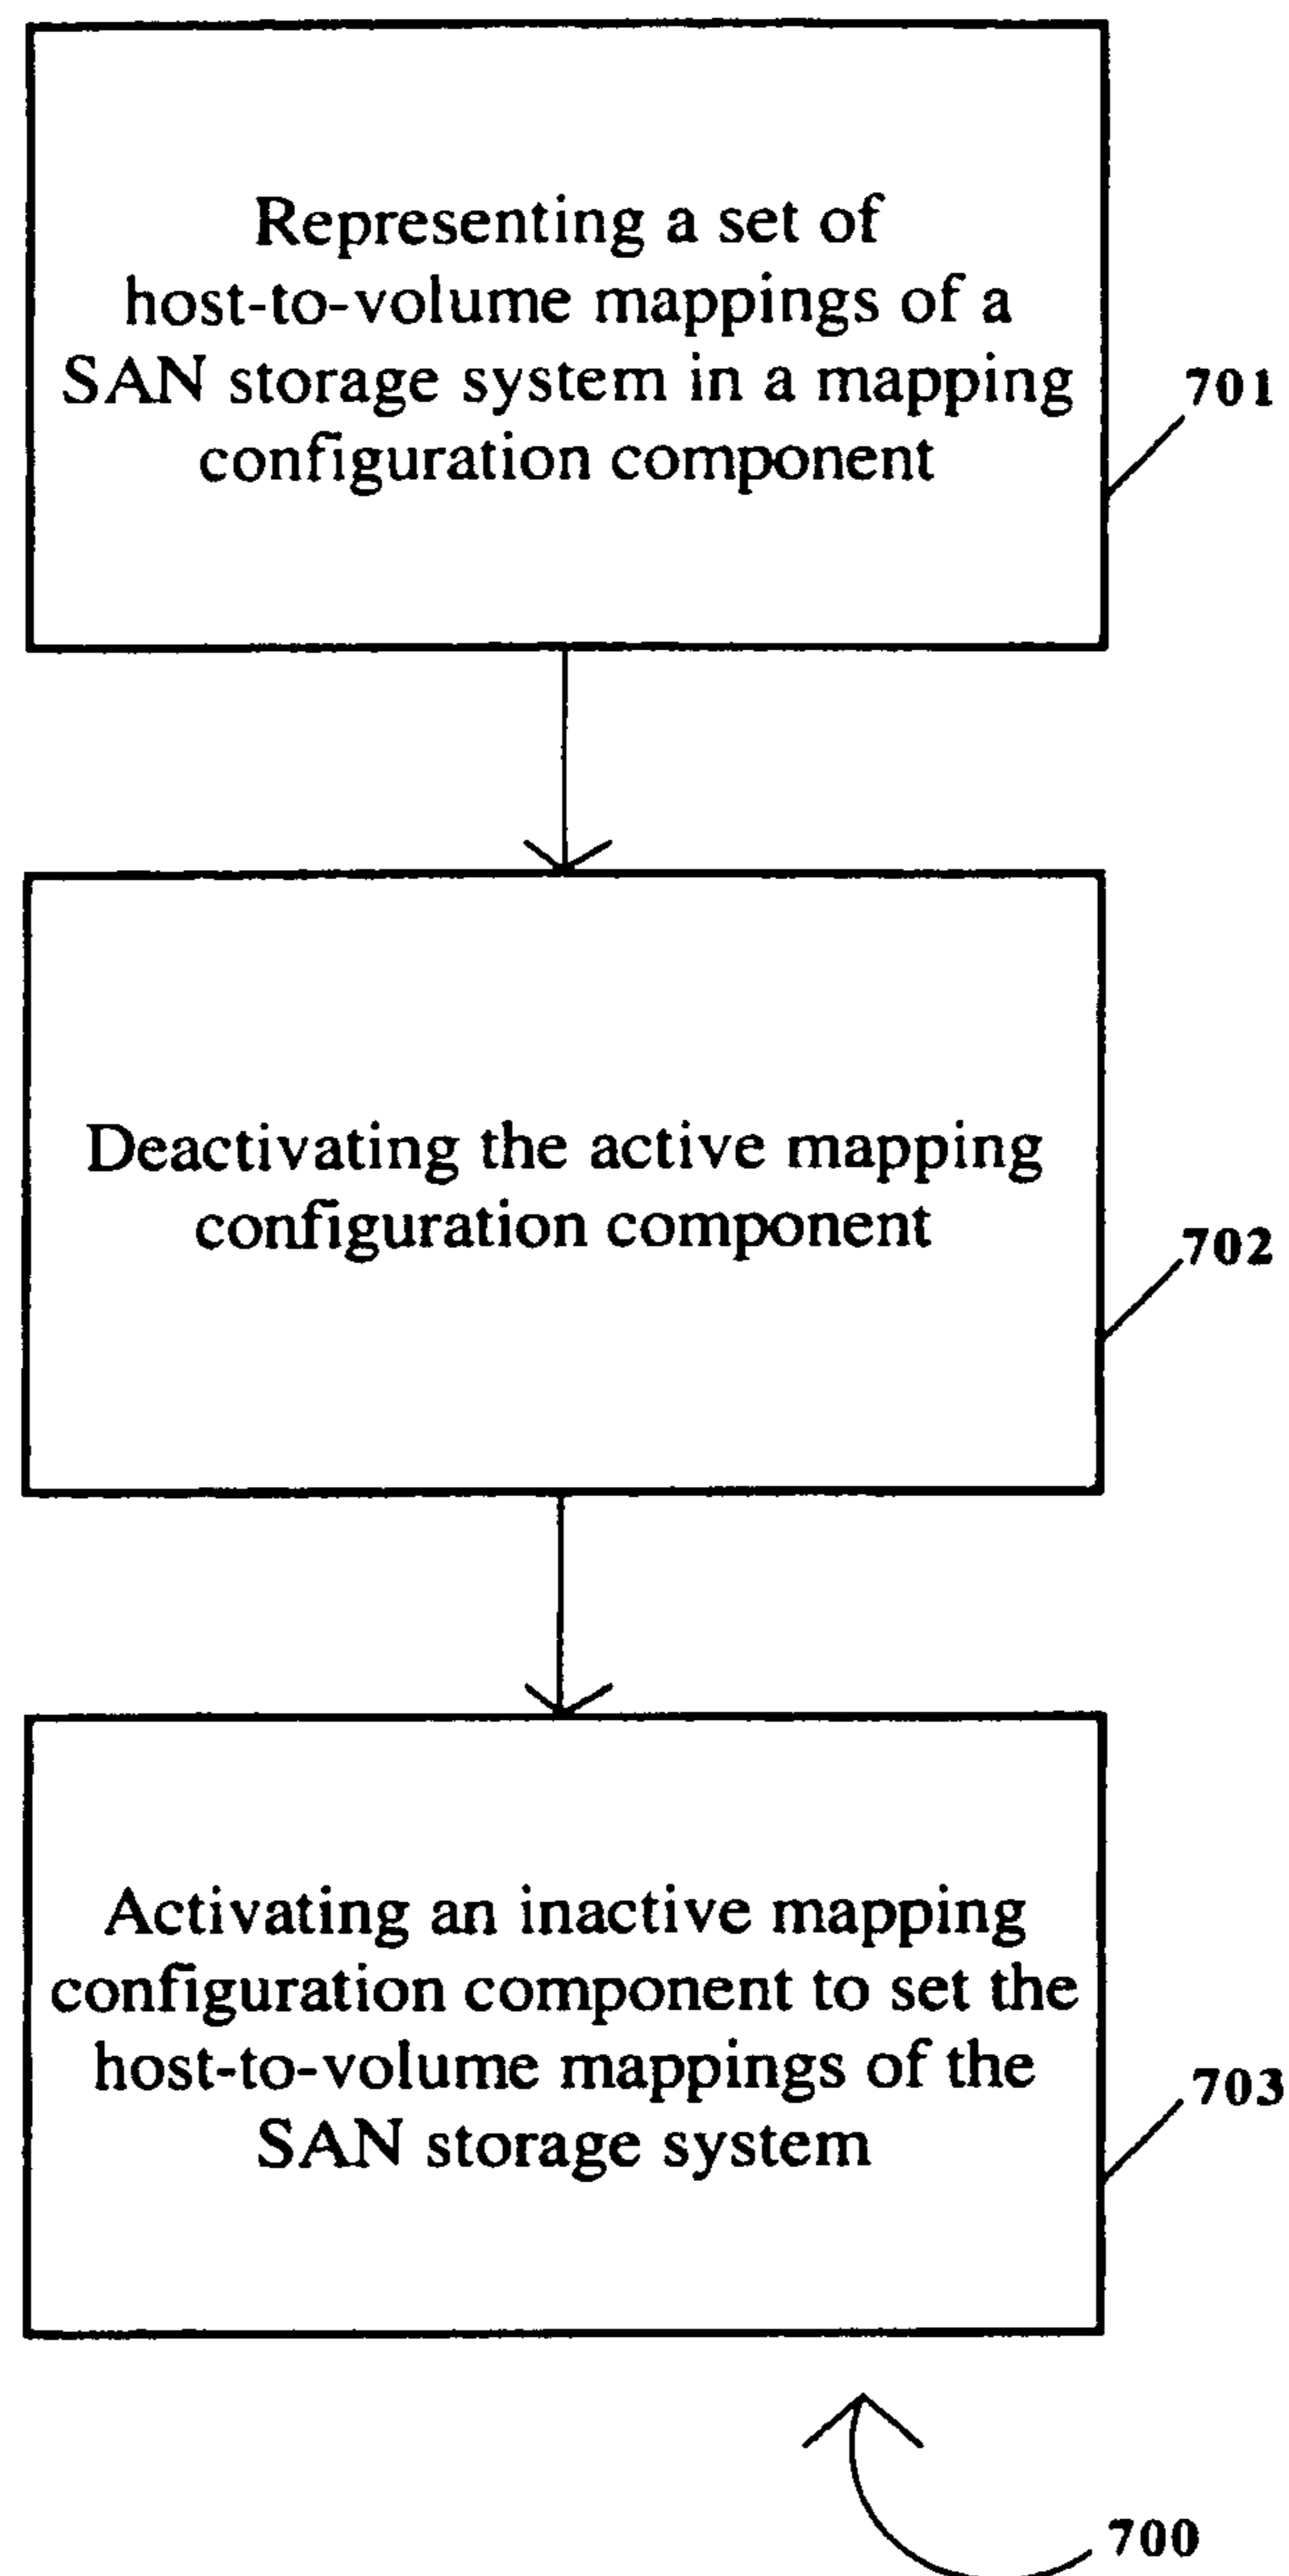 Representing a set of
host-to-volume mappings of a
SAN storage system in a mapping
configuration component
701
Deactivating the active mapping
configuration component
702
Activating an inactive mapping
configuration component to set the
host-to-volume mappings of the
SAN storage system
703
700